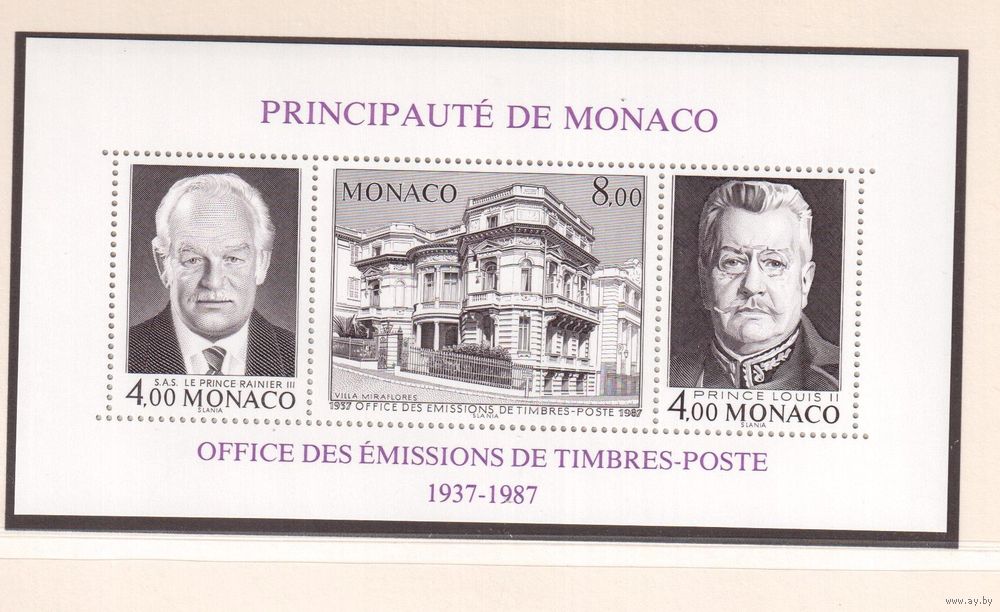 PRINCIPAUTÉ DE MONACO
S.A.S. LE PRINCE RAINIER III
4,00 MONACO
SLANIA
MONACO 8,00
VILLA MIRAFLORES
1937 OFFICE DES ÉMISSIONS DE TIMBRES-POSTE 1987
SLANIA
PRINCE LOUIS II
4,00 MONACO
SLANIA
OFFICE DES ÉMISSIONS DE TIMBRES-POSTE
1937-1987
www.ay.by